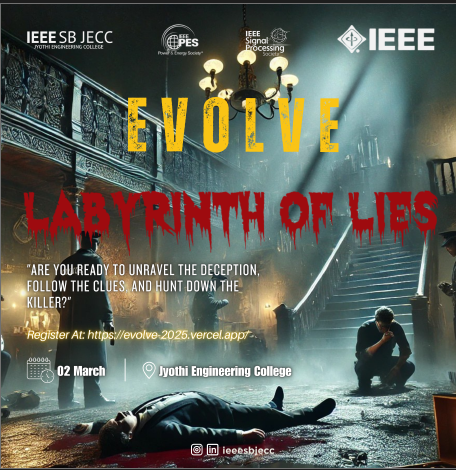 IEEE SB JECC
JYOTHI ENGINEERING COLLEGE
IEEE
PES
Power & Energy Society
IEEE
Signal
Processing
Society
IEEE
EVOLVE
LABYRINTH OF LIES
"ARE YOU READY TO UNRAVEL THE DECEPTION,
FOLLOW THE CLUES, AND HUNT DOWN THE
KILLER?"
Register At: https://evolve-2025.vercel.app/
02 March
Jyothi Engineering College
ieeesbjecc